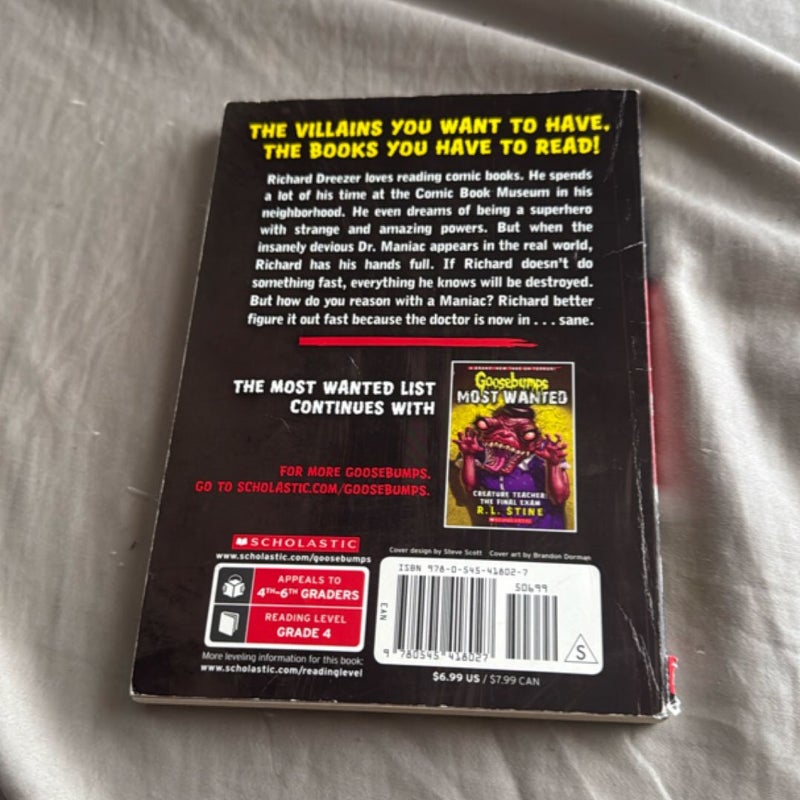 THE VILLAINS YOU WANT TO HAVE.
THE BOOKS YOU HAVE TO READ!
Richard Dreezer loves reading comic books. He spends
a lot of his time at the Comic Book Museum in his
neighborhood. He even dreams of being a superhero
with strange and amazing powers. But when the
insanely devious Dr. Maniac appears in the real world,
Richard has his hands full. If Richard doesn't do
something fast, everything he knows will be destroyed.
But how do you reason with a Maniac? Richard better
figure it out fast because the doctor is now in . . . sane.
THE MOST WANTED LIST
CONTINUES WITH
A BRAND-NEW TAKE ON TERROR!
Goosebumps
MOST WANTED
CREATURE TEACHER:
THE FINAL EXAM
R.L. STINE
SCHOLASTIC
FOR MORE GOOSEBUMPS,
GO TO SCHOLASTIC.COM/GOOSEBUMPS.
SCHOLASTIC
www.scholastic.com/goosebumps
Cover design by Steve Scott Cover art by Brandon Dorman
APPEALS TO
4TH–6TH GRADERS
READING LEVEL
GRADE 4
More leveling information for this book:
www.scholastic.com/readinglevel
ISBN 978-0-545-41802-7
50699
EAN
9 780545 418027
S
$6.99 US / $7.99 CAN